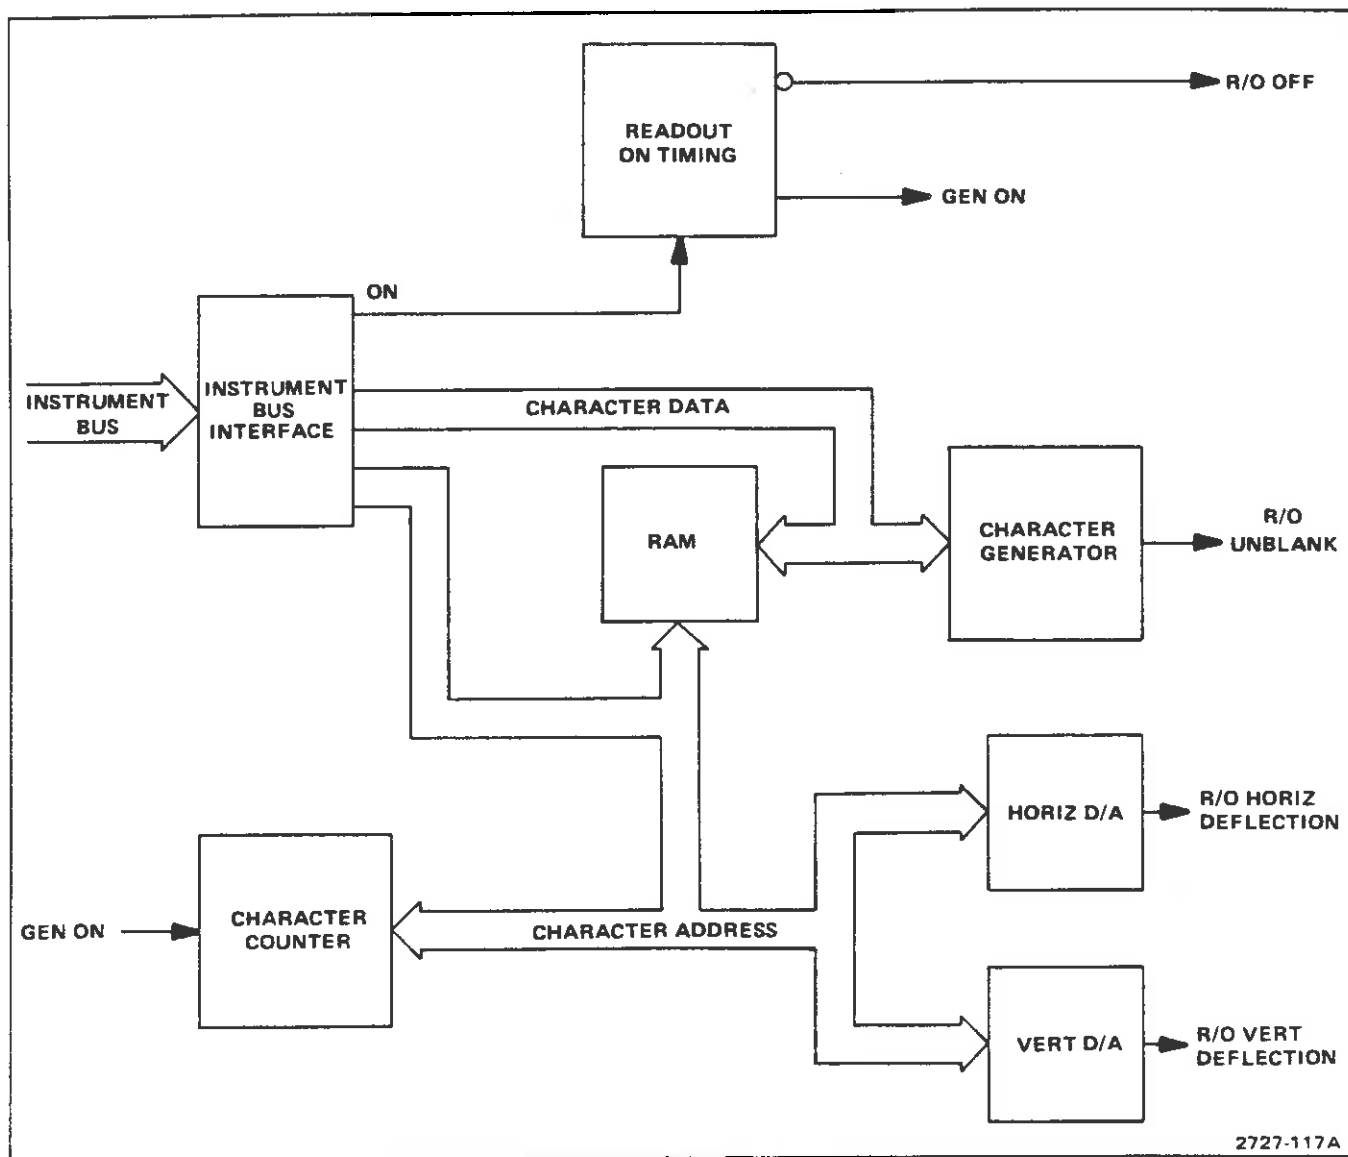 READOUT
ON TIMING
R/O OFF
GEN ON
ON
INSTRUMENT
BUS
INSTRUMENT
BUS
INTERFACE
CHARACTER DATA
RAM
CHARACTER
GENERATOR
R/O
UNBLANK
HORIZ D/A
R/O HORIZ
DEFLECTION
GEN ON
CHARACTER
COUNTER
CHARACTER ADDRESS
VERT D/A
R/O VERT
DEFLECTION
2727-117A